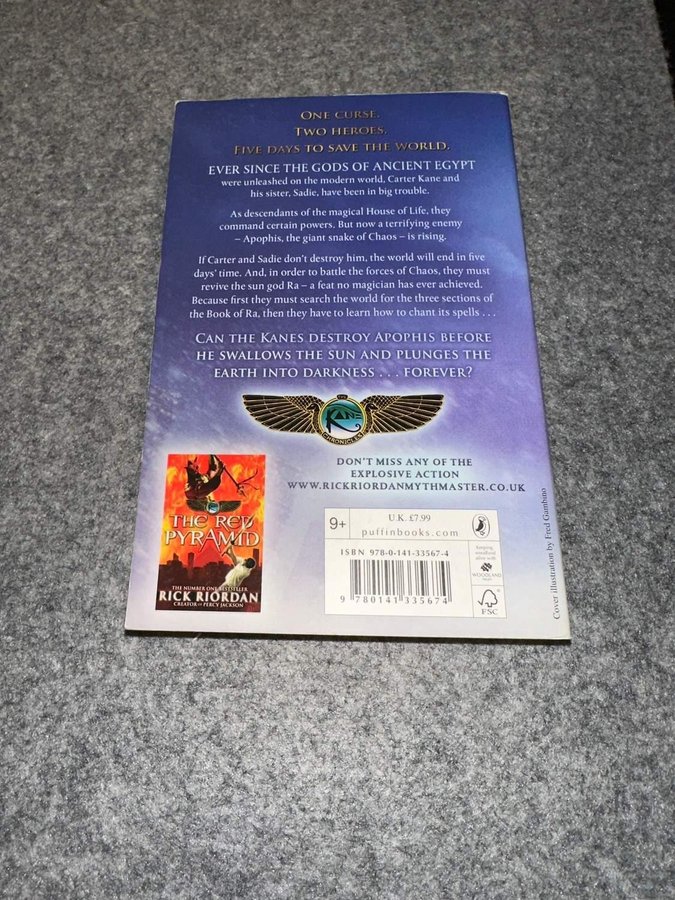 ONE CURSE.
TWO HEROES.
FIVE DAYS TO SAVE THE WORLD.
EVER SINCE THE GODS OF ANCIENT EGYPT
were unleashed on the modern world, Carter Kane and
his sister, Sadie, have been in big trouble.
As descendants of the magical House of Life, they
command certain powers. But now a terrifying enemy
– Apophis, the giant snake of Chaos – is rising.
If Carter and Sadie don't destroy him, the world will end in five
days' time. And, in order to battle the forces of Chaos, they must
revive the sun god Ra – a feat no magician has ever achieved.
Because first they must search the world for the three sections of
the Book of Ra, then they have to learn how to chant its spells . . .
CAN THE KANES DESTROY APOPHIS BEFORE
HE SWALLOWS THE SUN AND PLUNGES THE
EARTH INTO DARKNESS . . . FOREVER?
THE
KANE
CHRONICLES
DON'T MISS ANY OF THE
EXPLOSIVE ACTION
WWW.RICKRIORDANMYTHMASTER.CO.UK
THE RED
PYRAMID
THE NUMBER ONE BESTSELLER
RICK RIORDAN
CREATOR OF PERCY JACKSON
9+
U.K. £7.99
puffinbooks.com
ISBN 978-0-141-33567-4
9 780141 335674
keeping
woodland
alive with
WOODLAND
TRUST
FSC
Cover illustration by Fred Gambino